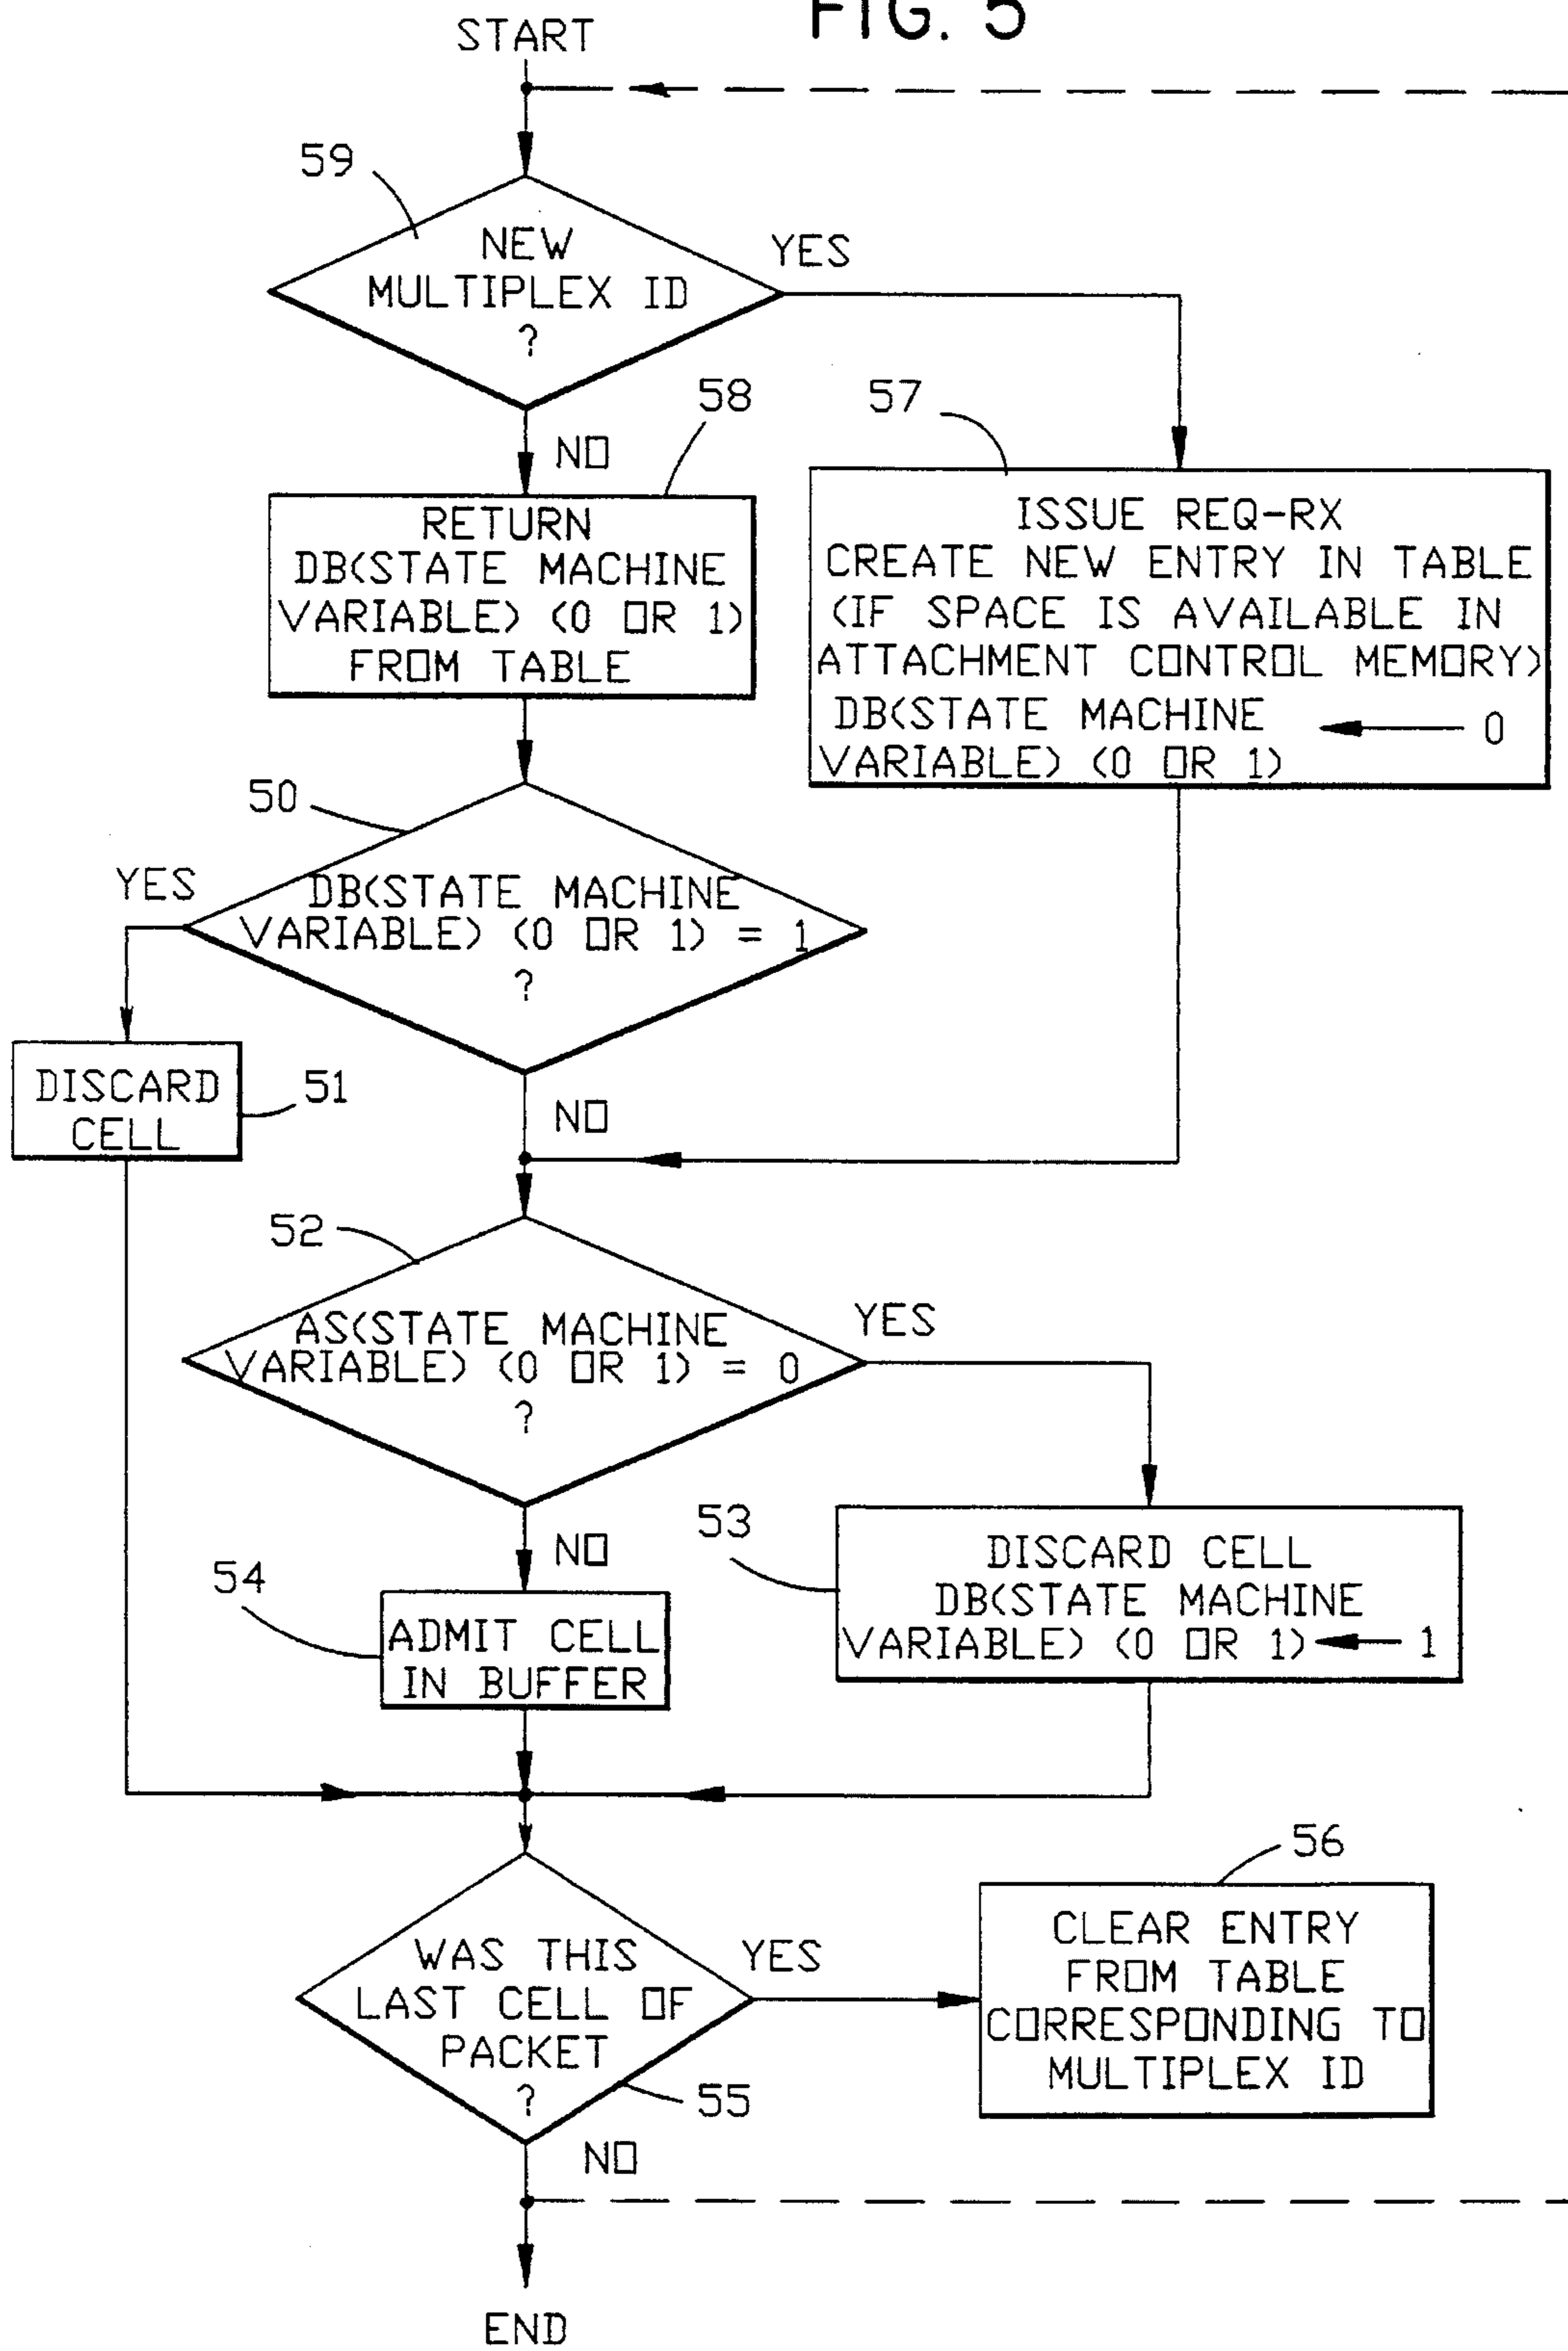 FIG. 5
START
59
NEW
MULTIPLEX ID
?
YES
NO
58
RETURN
DB(STATE MACHINE
VARIABLE) (0 OR 1)
FROM TABLE
57
ISSUE REQ-RX
CREATE NEW ENTRY IN TABLE
(IF SPACE IS AVAILABLE IN
ATTACHMENT CONTROL MEMORY)
DB(STATE MACHINE
VARIABLE) (0 OR 1)
0
50
YES
DB(STATE MACHINE
VARIABLE) (0 OR 1) = 1
?
NO
DISCARD
CELL
51
52
AS(STATE MACHINE
VARIABLE) (0 OR 1) = 0
?
YES
NO
53
DISCARD CELL
DB(STATE MACHINE
VARIABLE) (0 OR 1)
1
54
ADMIT CELL
IN BUFFER
WAS THIS
LAST CELL OF
PACKET
?
YES
55
NO
56
CLEAR ENTRY
FROM TABLE
CORRESPONDING TO
MULTIPLEX ID
END